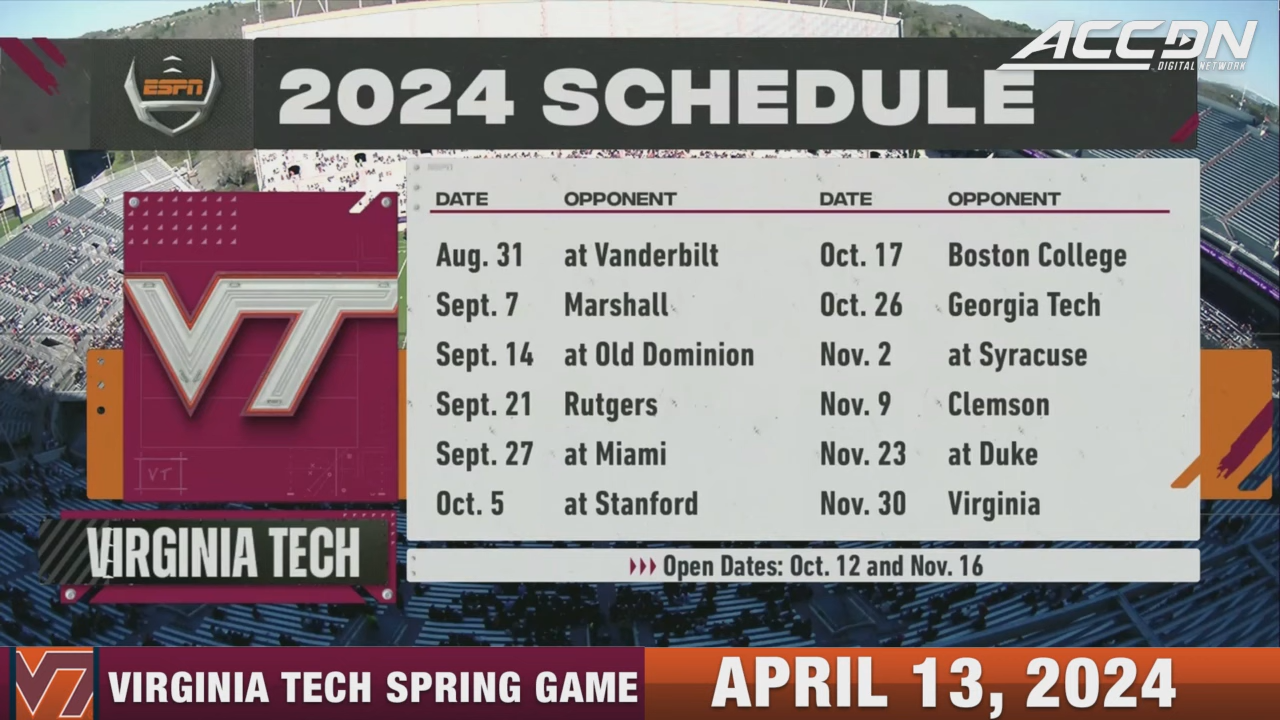 ACCDN
DIGITAL NETWORK
ESPN
2024 SCHEDULE
ESPN
DATE OPPONENT DATE OPPONENT
Aug. 31 at Vanderbilt Oct. 17 Boston College
Sept. 7 Marshall Oct. 26 Georgia Tech
Sept. 14 at Old Dominion Nov. 2 at Syracuse
Sept. 21 Rutgers Nov. 9 Clemson
Sept. 27 at Miami Nov. 23 at Duke
Oct. 5 at Stanford Nov. 30 Virginia
VT
VT
VIRGINIA TECH
Open Dates: Oct. 12 and Nov. 16
VT
VIRGINIA TECH SPRING GAME
APRIL 13, 2024